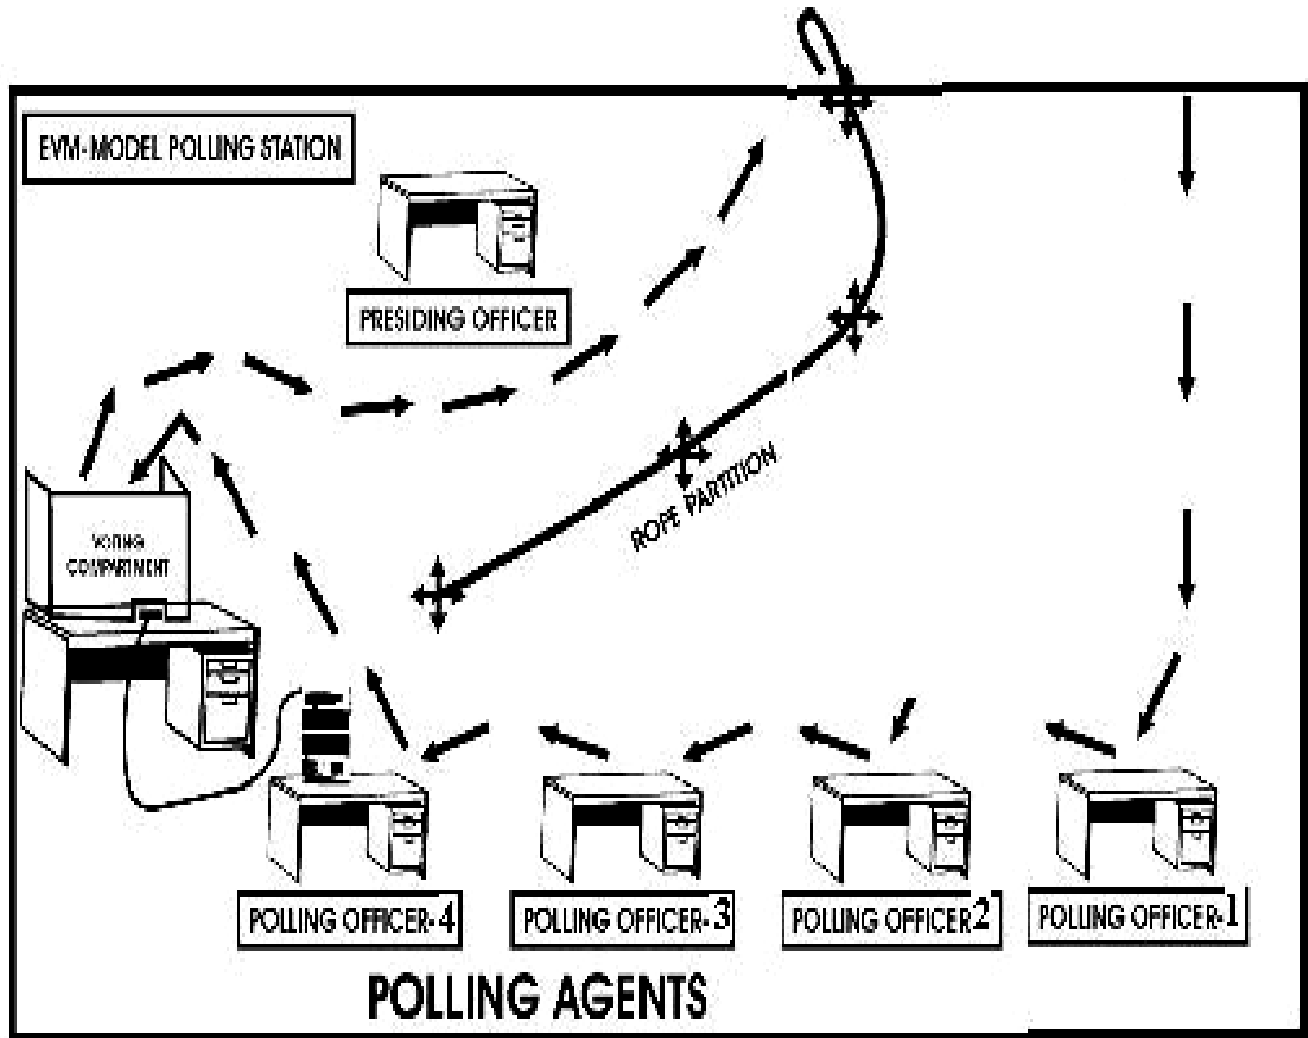 EVM-MODEL POLLING STATION
PRESIDING OFFICER
ROPE PARTITION
VOTING
COMPARTMENT
POLLING OFFICER-4
POLLING OFFICER-3
POLLING OFFICER2
POLLING OFFICER-1
POLLING AGENTS